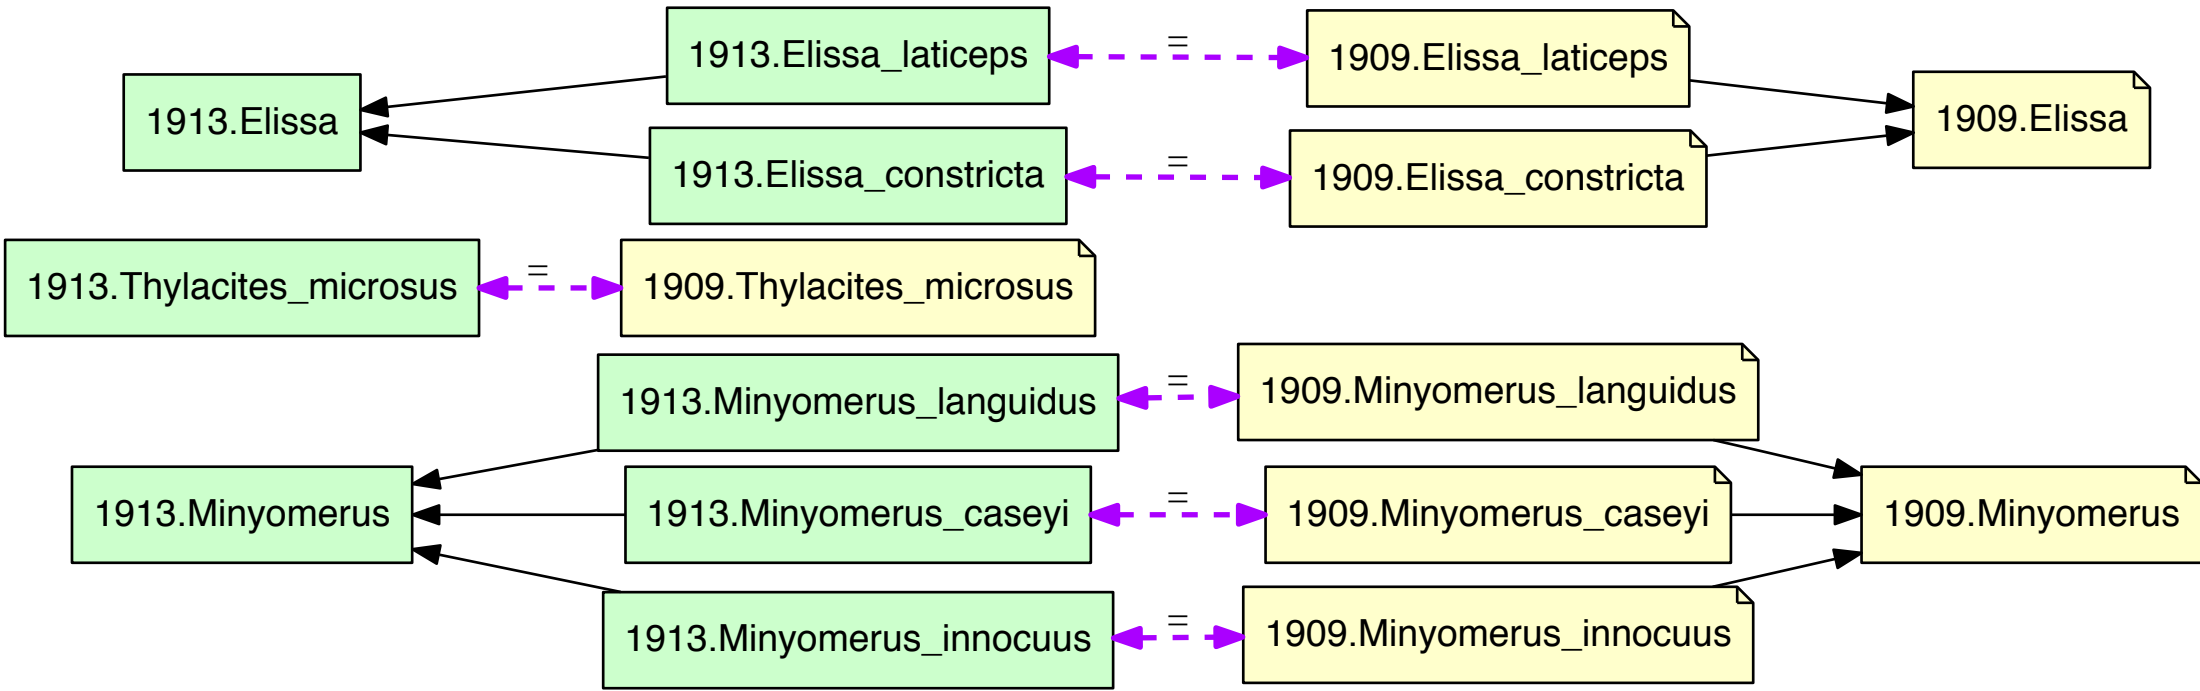 1913.Elissa_laticeps
=
1909.Elissa_laticeps
1913.Elissa
1909.Elissa
1913.Elissa_constricta
=
1909.Elissa_constricta
1913.Thylacites_microsus
=
1909.Thylacites_microsus
1913.Minyomerus_languidus
=
1909.Minyomerus_languidus
1913.Minyomerus
1913.Minyomerus_caseyi
=
1909.Minyomerus_caseyi
1909.Minyomerus
1913.Minyomerus_innocuus
=
1909.Minyomerus_innocuus